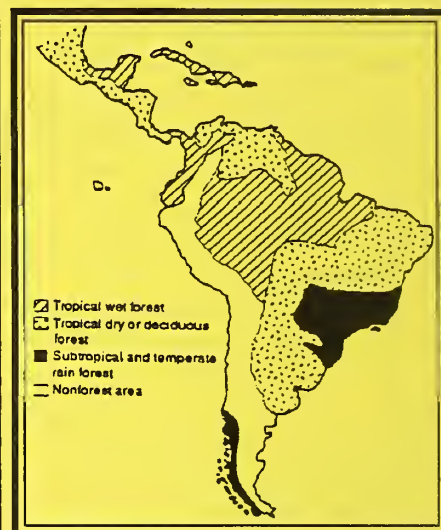 Tropical wet forest
Tropical dry or deciduous
forest
Subtropical and temperate
rain forest
Nonforest area